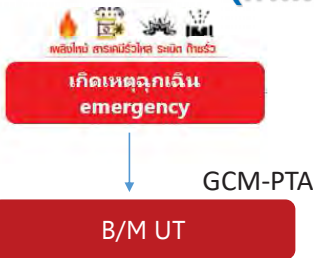 เพลิงไหม้ สารเคมีรั่วไหล ระเบิด ก๊าซรั่ว
เกิดเหตุฉุกเฉิน
emergency
GCM-PTA
B/M UT